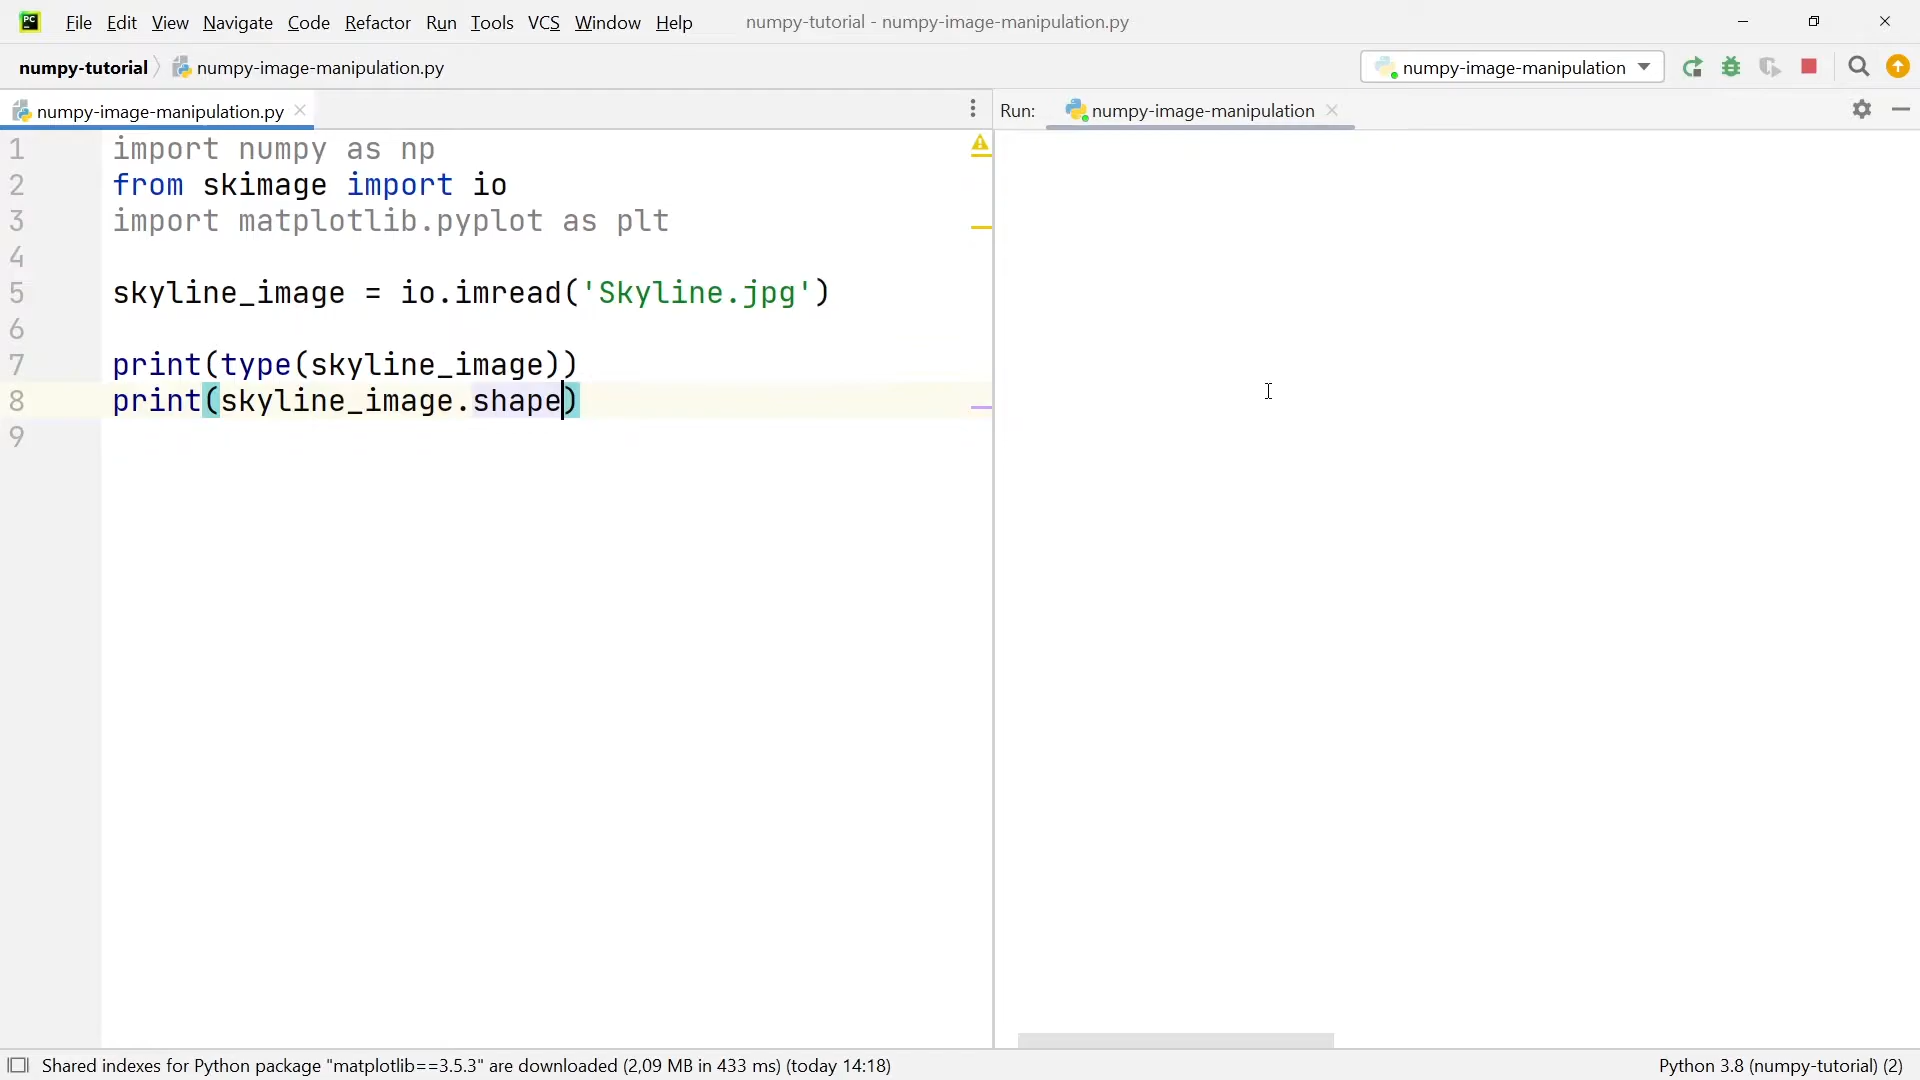 PC File Edit View Navigate Code Refactor Run Tools VCS Window Help numpy-tutorial - numpy-image-manipulation.py
numpy-tutorial numpy-image-manipulation.py numpy-image-manipulation
numpy-image-manipulation.py Run: numpy-image-manipulation
1 import numpy as np
2 from skimage import io
3 import matplotlib.pyplot as plt
4
5 skyline_image = io.imread('Skyline.jpg')
6
7 print(type(skyline_image))
8 print(skyline_image.shape)
9
Shared indexes for Python package "matplotlib==3.5.3" are downloaded (2,09 MB in 433 ms) (today 14:18) Python 3.8 (numpy-tutorial) (2)